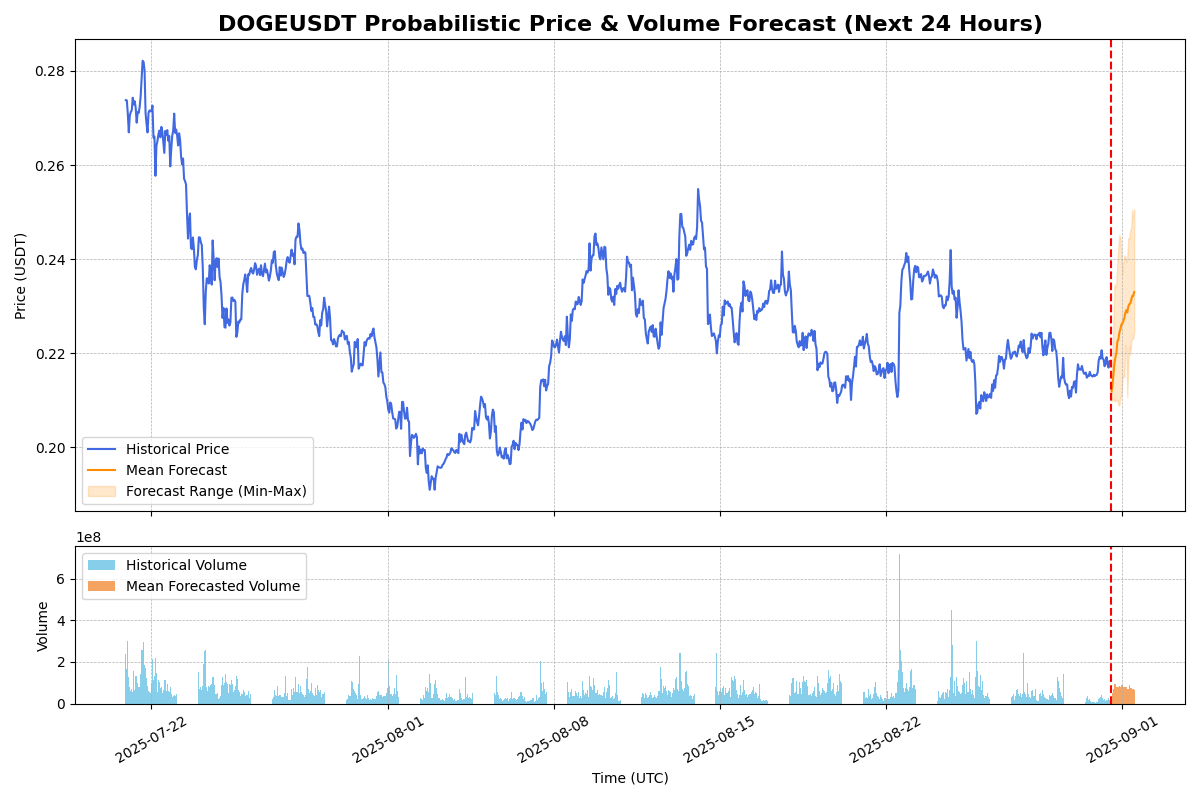 DOGEUSDT Probabilistic Price & Volume Forecast (Next 24 Hours)
Price (USDT)
0.28
0.26
0.24
0.22
0.20
Historical Price
Mean Forecast
Forecast Range (Min-Max)
1e8
Volume
6
4
2
0
Historical Volume
Mean Forecasted Volume
2025-07-22
2025-08-01
2025-08-08
2025-08-15
2025-08-22
2025-09-01
Time (UTC)